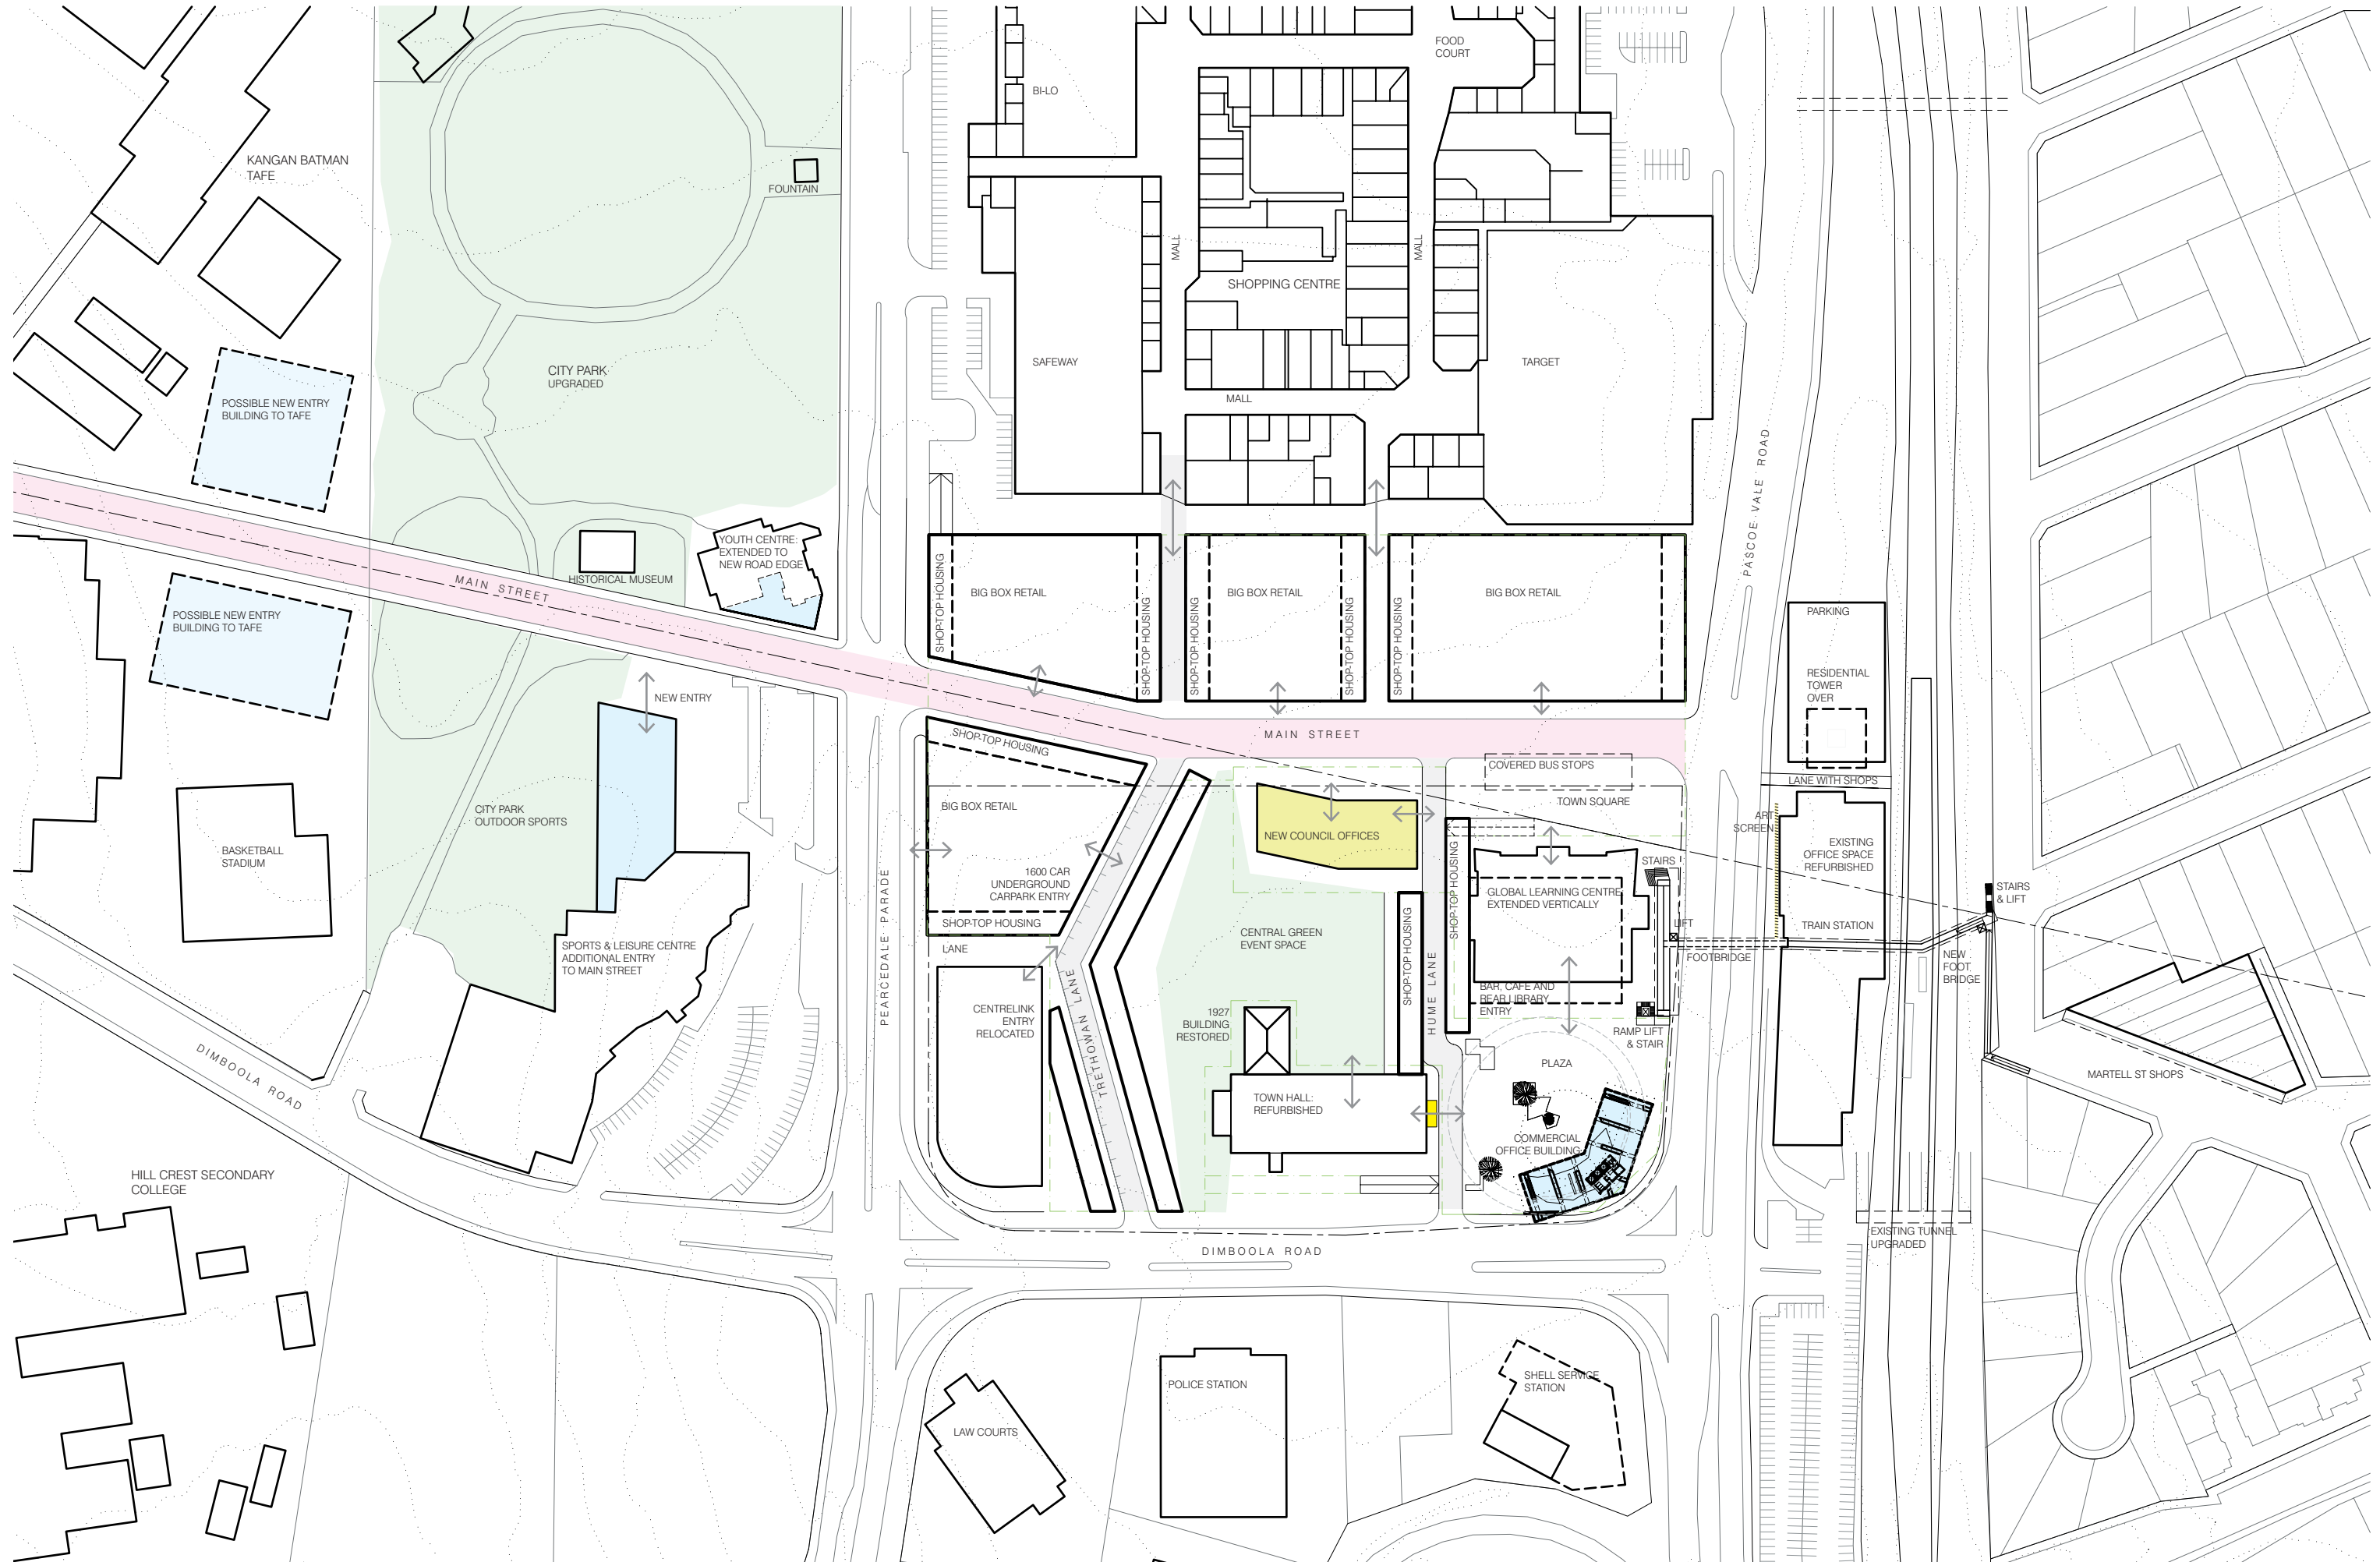 FOOD
COURT
BI-LO
KANGAN BATMAN
TAFE
FOUNTAIN
MALL
MALL
SHOPPING CENTRE
SAFEWAY
TARGET
CITY PARK
UPGRADED
MALL
POSSIBLE NEW ENTRY
BUILDING TO TAFE
PASCOE VALE ROAD
YOUTH CENTRE:
EXTENDED TO
NEW ROAD EDGE
HISTORICAL MUSEUM
MAIN STREET
SHOP-TOP HOUSING
BIG BOX RETAIL
SHOP-TOP HOUSING
SHOP-TOP HOUSING
BIG BOX RETAIL
SHOP-TOP HOUSING
SHOP-TOP HOUSING
BIG BOX RETAIL
PARKING
POSSIBLE NEW ENTRY
BUILDING TO TAFE
RESIDENTIAL
TOWER
OVER
NEW ENTRY
SHOP-TOP HOUSING
MAIN STREET
COVERED BUS STOPS
LANE WITH SHOPS
CITY PARK
OUTDOOR SPORTS
BIG BOX RETAIL
TOWN SQUARE
ART
SCREEN
NEW COUNCIL OFFICES
EXISTING
OFFICE SPACE
REFURBISHED
BASKETBALL
STADIUM
1600 CAR
UNDERGROUND
CARPARK ENTRY
STAIRS
SHOP-TOP HOUSING
GLOBAL LEARNING CENTRE
EXTENDED VERTICALLY
STAIRS
& LIFT
PEARCEDALE PARADE
SHOP-TOP HOUSING
LIFT
TRAIN STATION
CENTRAL GREEN
EVENT SPACE
SHOP-TOP HOUSING
SPORTS & LEISURE CENTRE
ADDITIONAL ENTRY
TO MAIN STREET
LANE
FOOTBRIDGE
NEW
FOOT
BRIDGE
BAR, CAFE AND
REAR LIBRARY
ENTRY
HUME LANE
TRETHOWAN LANE
CENTRELINK
ENTRY
RELOCATED
1927
BUILDING
RESTORED
RAMP LIFT
& STAIR
DIMBOOLA ROAD
PLAZA
MARTELL ST SHOPS
TOWN HALL:
REFURBISHED
COMMERCIAL
OFFICE BUILDING
HILL CREST SECONDARY
COLLEGE
EXISTING TUNNEL
UPGRADED
DIMBOOLA ROAD
POLICE STATION
SHELL SERVICE
STATION
LAW COURTS